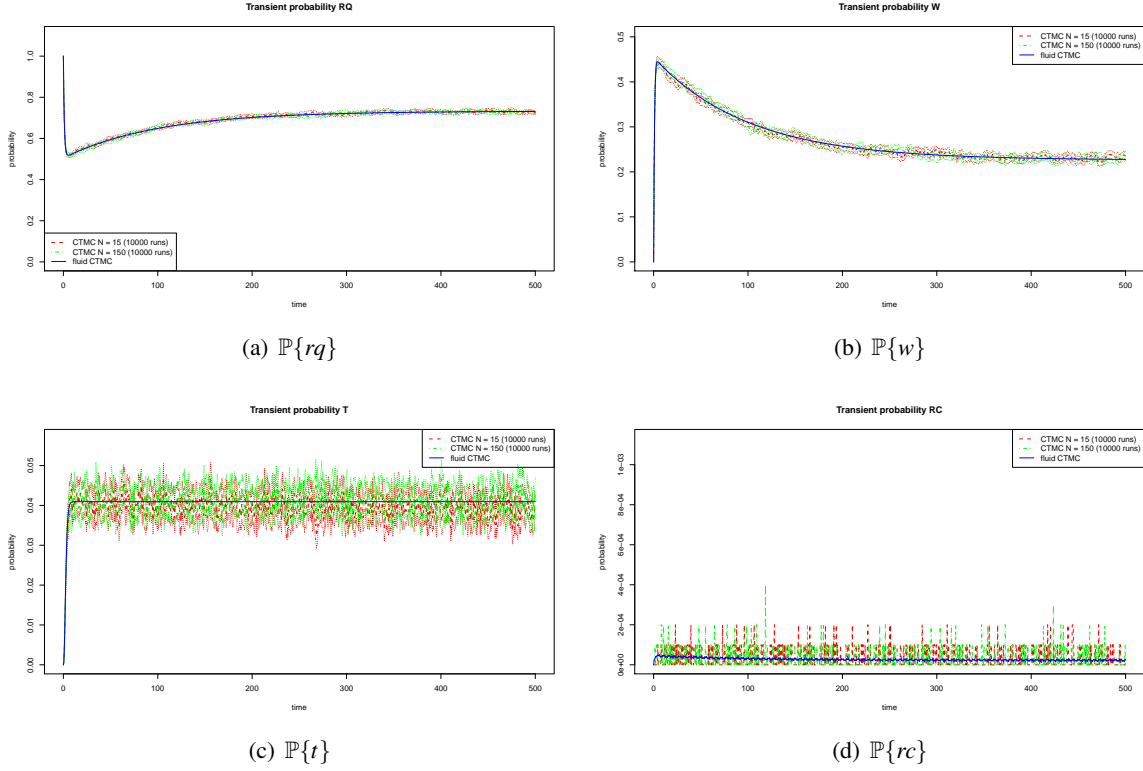 Transient probability RQ
probability
1.0
0.8
0.6
0.4
0.2
0.0
CTMC N = 15 (10000 runs)
CTMC N = 150 (10000 runs)
fluid CTMC
0 100 200 300 400 500
time
(a) ℙ{rq}
Transient probability W
probability
0.5
0.4
0.3
0.2
0.1
0.0
CTMC N = 15 (10000 runs)
CTMC N = 150 (10000 runs)
fluid CTMC
0 100 200 300 400 500
time
(b) ℙ{w}
Transient probability T
probability
0.05
0.04
0.03
0.02
0.01
0.00
CTMC N = 15 (10000 runs)
CTMC N = 150 (10000 runs)
fluid CTMC
0 100 200 300 400 500
time
(c) ℙ{t}
Transient probability RC
probability
1e-03
8e-04
6e-04
4e-04
2e-04
0e+00
CTMC N = 15 (10000 runs)
CTMC N = 150 (10000 runs)
fluid CTMC
0 100 200 300 400 500
time
(d) ℙ{rc}